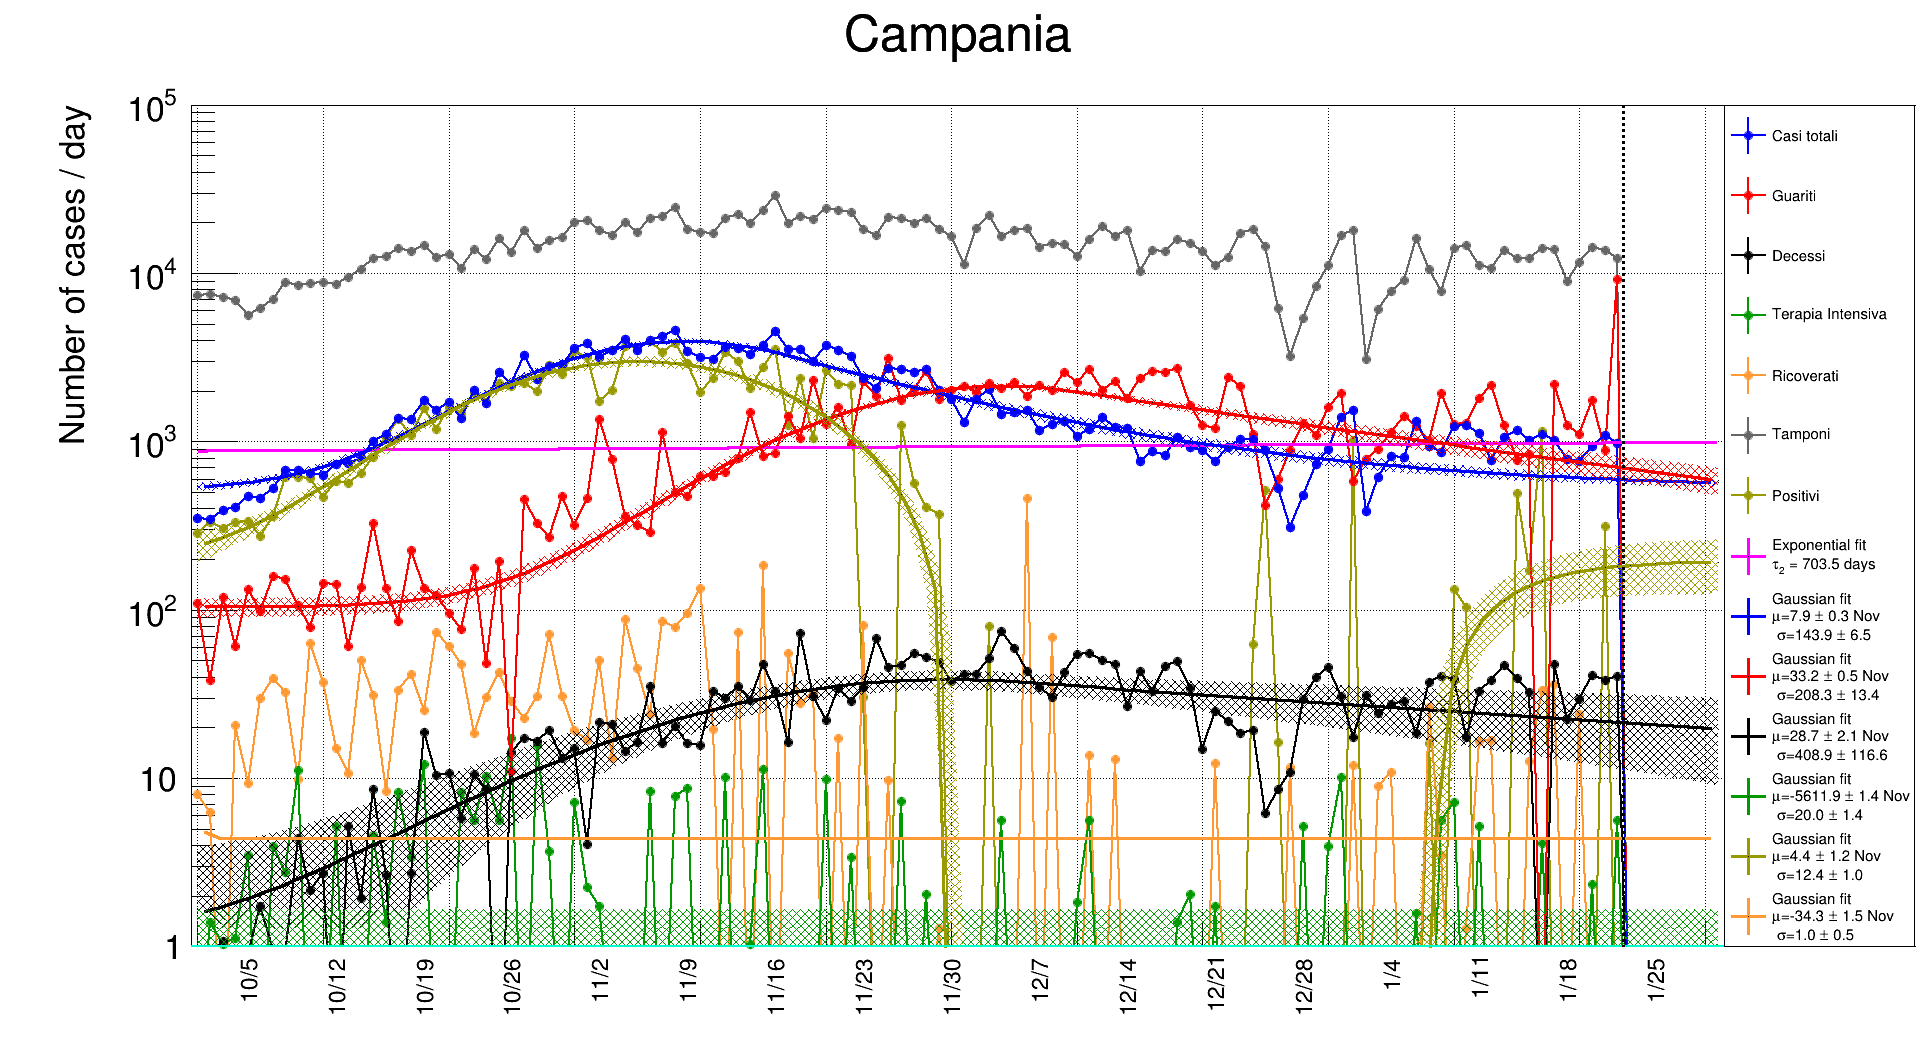 Campania
Number of cases / day
10^5
10^4
10^3
10^2
10
1
10/5
10/12
10/19
10/26
11/2
11/9
11/16
11/23
11/30
12/7
12/14
12/21
12/28
1/4
1/11
1/18
1/25
Casi totali
Guariti
Decessi
Terapia Intensiva
Ricoverati
Tamponi
Positivi
Exponential fit
τ₂ = 703.5 days
Gaussian fit
μ=7.9 ± 0.3 Nov
σ=143.9 ± 6.5
Gaussian fit
μ=33.2 ± 0.5 Nov
σ=208.3 ± 13.4
Gaussian fit
μ=28.7 ± 2.1 Nov
σ=408.9 ± 116.6
Gaussian fit
μ=-5611.9 ± 1.4 Nov
σ=20.0 ± 1.4
Gaussian fit
μ=4.4 ± 1.2 Nov
σ=12.4 ± 1.0
Gaussian fit
μ=-34.3 ± 1.5 Nov
σ=1.0 ± 0.5